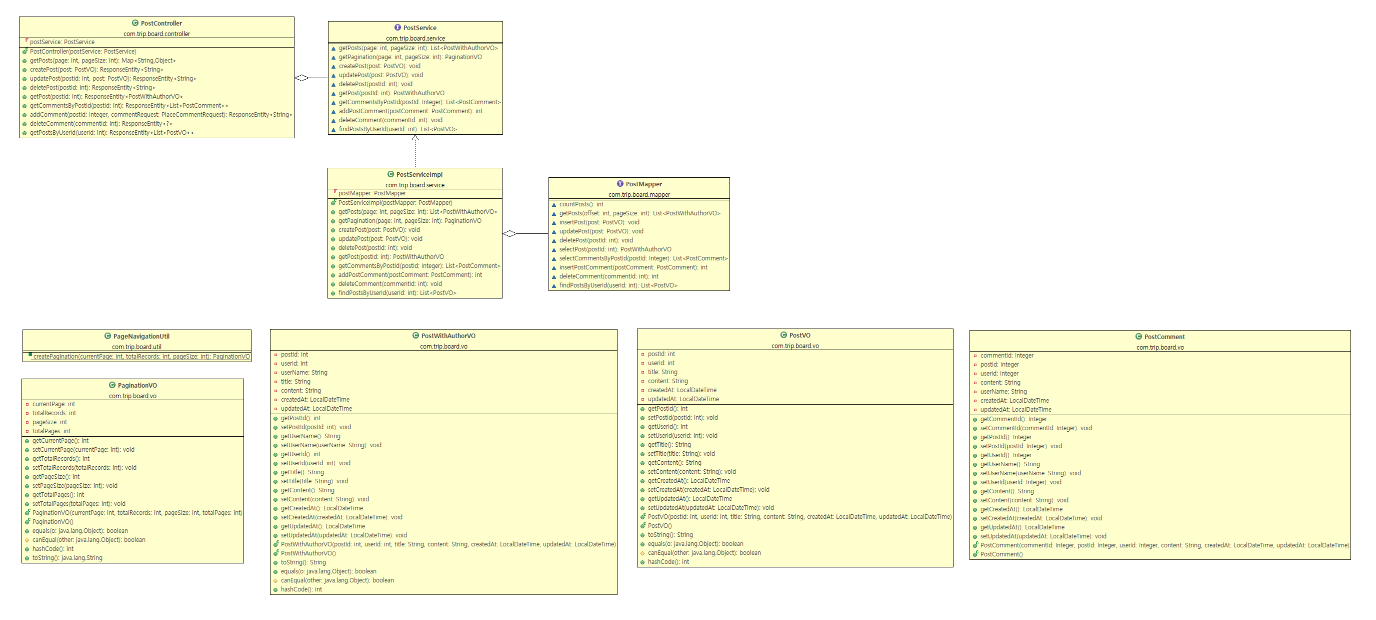 PostController
com.trip.board.controller
postService: PostService
PostController(postService: PostService)
getPosts(page: int, pageSize: int): Map<String,Object>
createPost(post: PostVO): ResponseEntity<String>
updatePost(postId: int, post: PostVO): ResponseEntity<String>
deletePost(postId: int): ResponseEntity<String>
getPost(postId: int): ResponseEntity<PostWithAuthorVO>
getCommentsByPostId(postId: int): ResponseEntity<List<PostComment>>
addComment(postId: Integer, commentRequest: PlaceCommentRequest): ResponseEntity<String>
deleteComment(commentId: int): ResponseEntity<?>
getPostsByUserId(userId: int): ResponseEntity<List<PostVO>>
PostService
com.trip.board.service
getPosts(page: int, pageSize: int): List<PostWithAuthorVO>
getPagination(page: int, pageSize: int): PaginationVO
createPost(post: PostVO): void
updatePost(post: PostVO): void
deletePost(postId: int): void
getPost(postId: int): PostWithAuthorVO
getCommentsByPostId(postId: Integer): List<PostComment>
addPostComment(postComment: PostComment): int
deleteComment(commentId: int): void
findPostsByUserId(userId: int): List<PostVO>
PostServiceImpl
com.trip.board.service
postMapper: PostMapper
PostServiceImpl(postMapper: PostMapper)
getPosts(page: int, pageSize: int): List<PostWithAuthorVO>
getPagination(page: int, pageSize: int): PaginationVO
createPost(post: PostVO): void
updatePost(post: PostVO): void
deletePost(postId: int): void
getPost(postId: int): PostWithAuthorVO
getCommentsByPostId(postId: Integer): List<PostComment>
addPostComment(postComment: PostComment): int
deleteComment(commentId: int): void
findPostsByUserId(userId: int): List<PostVO>
PostMapper
com.trip.board.mapper
countPosts(): int
getPosts(offset: int, pageSize: int): List<PostWithAuthorVO>
insertPost(post: PostVO): void
updatePost(post: PostVO): void
deletePost(postId: int): void
selectPost(postId: int): PostWithAuthorVO
selectCommentsByPostId(postId: Integer): List<PostComment>
insertPostComment(postComment: PostComment): int
deleteComment(commentId: int): int
findPostsByUserId(userId: int): List<PostVO>
PageNavigationUtil
com.trip.board.util
createPagination(currentPage: int, totalRecords: int, pageSize: int): PaginationVO
PaginationVO
com.trip.board.vo
currentPage: int
totalRecords: int
pageSize: int
totalPages: int
getCurrentPage(): int
setCurrentPage(currentPage: int): void
getTotalRecords(): int
setTotalRecords(totalRecords: int): void
getPageSize(): int
setPageSize(pageSize: int): void
getTotalPages(): int
setTotalPages(totalPages: int): void
PaginationVO(currentPage: int, totalRecords: int, pageSize: int, totalPages: int)
PaginationVO()
equals(o: java.lang.Object): boolean
canEqual(other: java.lang.Object): boolean
hashCode(): int
toString(): java.lang.String
PostWithAuthorVO
com.trip.board.vo
postId: int
userId: int
userName: String
title: String
content: String
createdAt: LocalDateTime
updatedAt: LocalDateTime
getPostId(): int
setPostId(postId: int): void
getUserName(): String
setUserName(userName: String): void
getUserId(): int
setUserId(userId: int): void
getTitle(): String
setTitle(title: String): void
getContent(): String
setContent(content: String): void
getCreatedAt(): LocalDateTime
setCreatedAt(createdAt: LocalDateTime): void
getUpdatedAt(): LocalDateTime
setUpdatedAt(updatedAt: LocalDateTime): void
PostWithAuthorVO(postId: int, userId: int, title: String, content: String, createdAt: LocalDateTime, updatedAt: LocalDateTime)
PostWithAuthorVO()
toString(): String
equals(o: java.lang.Object): boolean
canEqual(other: java.lang.Object): boolean
hashCode(): int
PostVO
com.trip.board.vo
postId: int
userId: int
title: String
content: String
createdAt: LocalDateTime
updatedAt: LocalDateTime
getPostId(): int
setPostId(postId: int): void
getUserId(): int
setUserId(userId: int): void
getTitle(): String
setTitle(title: String): void
getContent(): String
setContent(content: String): void
getCreatedAt(): LocalDateTime
setCreatedAt(createdAt: LocalDateTime): void
getUpdatedAt(): LocalDateTime
setUpdatedAt(updatedAt: LocalDateTime): void
PostVO(postId: int, userId: int, title: String, content: String, createdAt: LocalDateTime, updatedAt: LocalDateTime)
PostVO()
toString(): String
equals(o: java.lang.Object): boolean
canEqual(other: java.lang.Object): boolean
hashCode(): int
PostComment
com.trip.board.vo
commentId: Integer
postId: Integer
userId: Integer
content: String
userName: String
createdAt: LocalDateTime
updatedAt: LocalDateTime
getCommentId(): Integer
setCommentId(commentId: Integer): void
getPostId(): Integer
setPostId(postId: Integer): void
getUserId(): Integer
getUserName(): String
setUserName(userName: String): void
setUserId(userId: Integer): void
getContent(): String
setContent(content: String): void
getCreatedAt(): LocalDateTime
setCreatedAt(createdAt: LocalDateTime): void
getUpdatedAt(): LocalDateTime
setUpdatedAt(updatedAt: LocalDateTime): void
PostComment(commentId: Integer, postId: Integer, userId: Integer, content: String, createdAt: LocalDateTime, updatedAt: LocalDateTime)
PostComment()